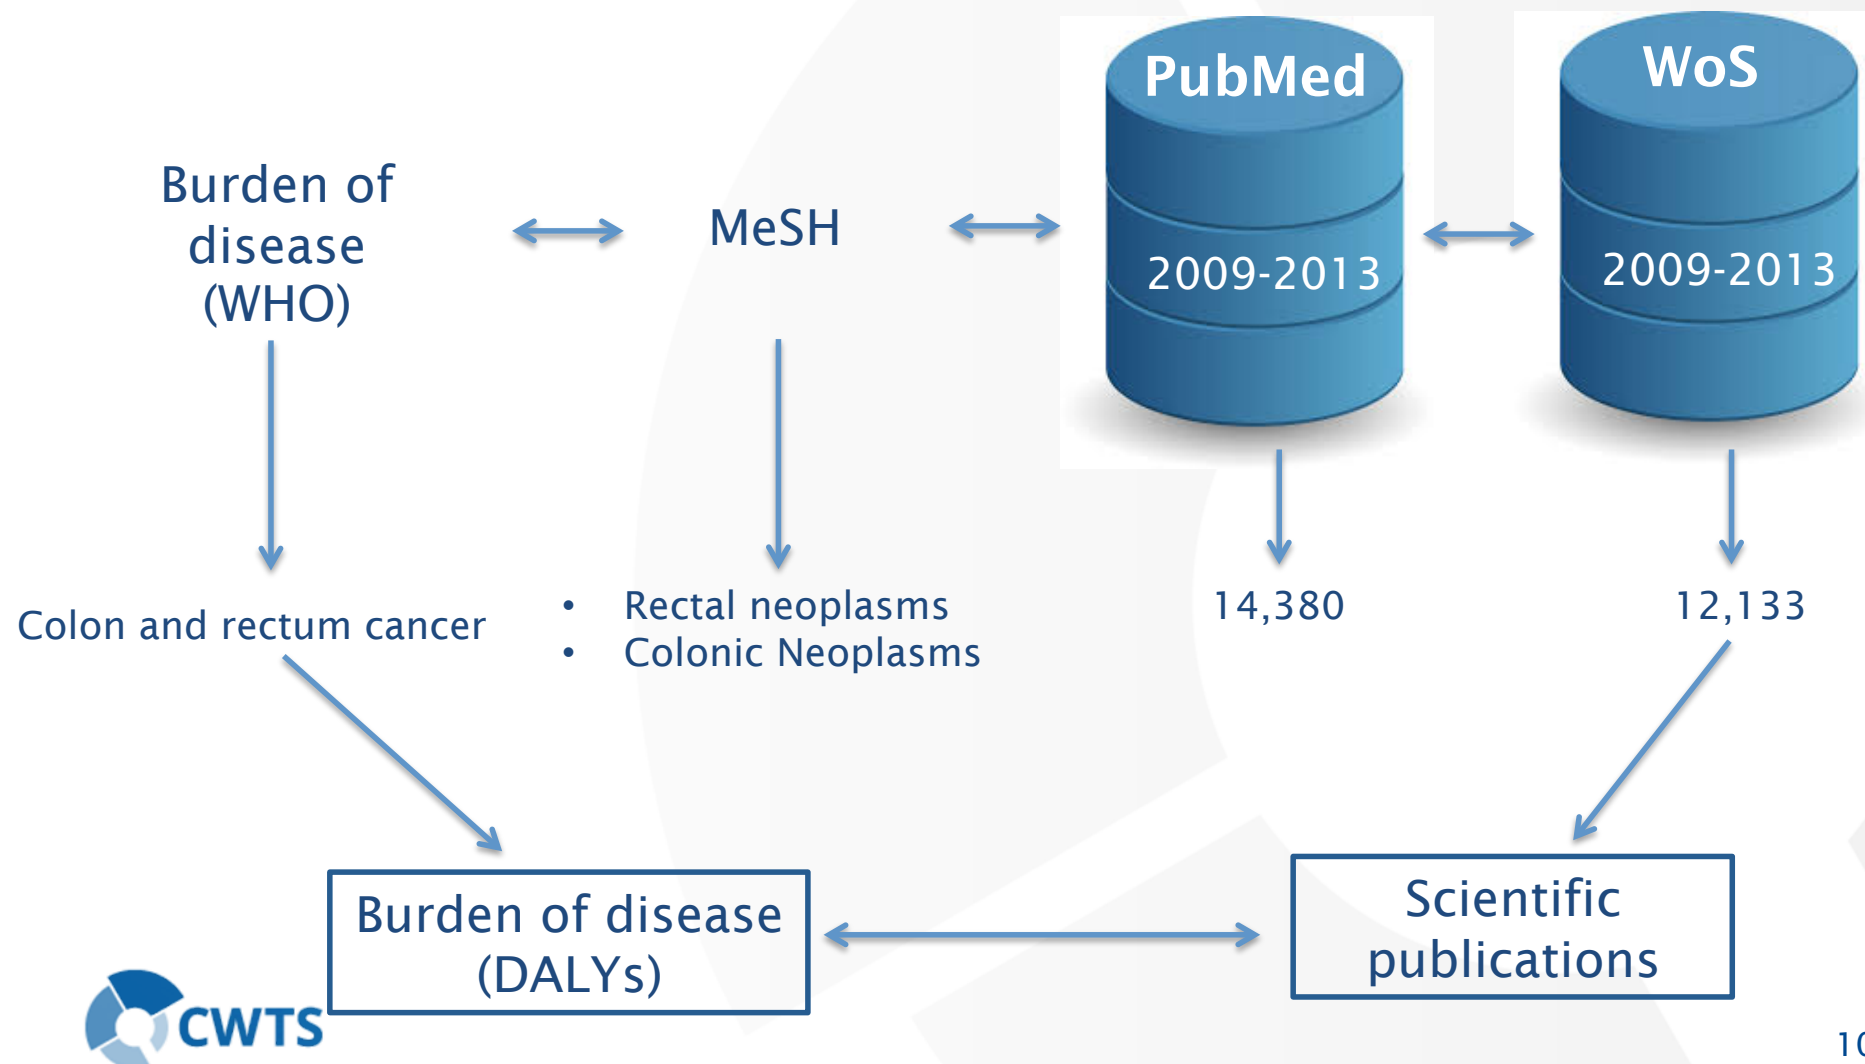 PubMed
WoS
Burden of
disease
(WHO)
MeSH
2009-2013
2009-2013
Colon and rectum cancer
• Rectal neoplasms
• Colonic Neoplasms
14,380
12,133
Burden of disease
(DALYs)
Scientific
publications
CWTS
10